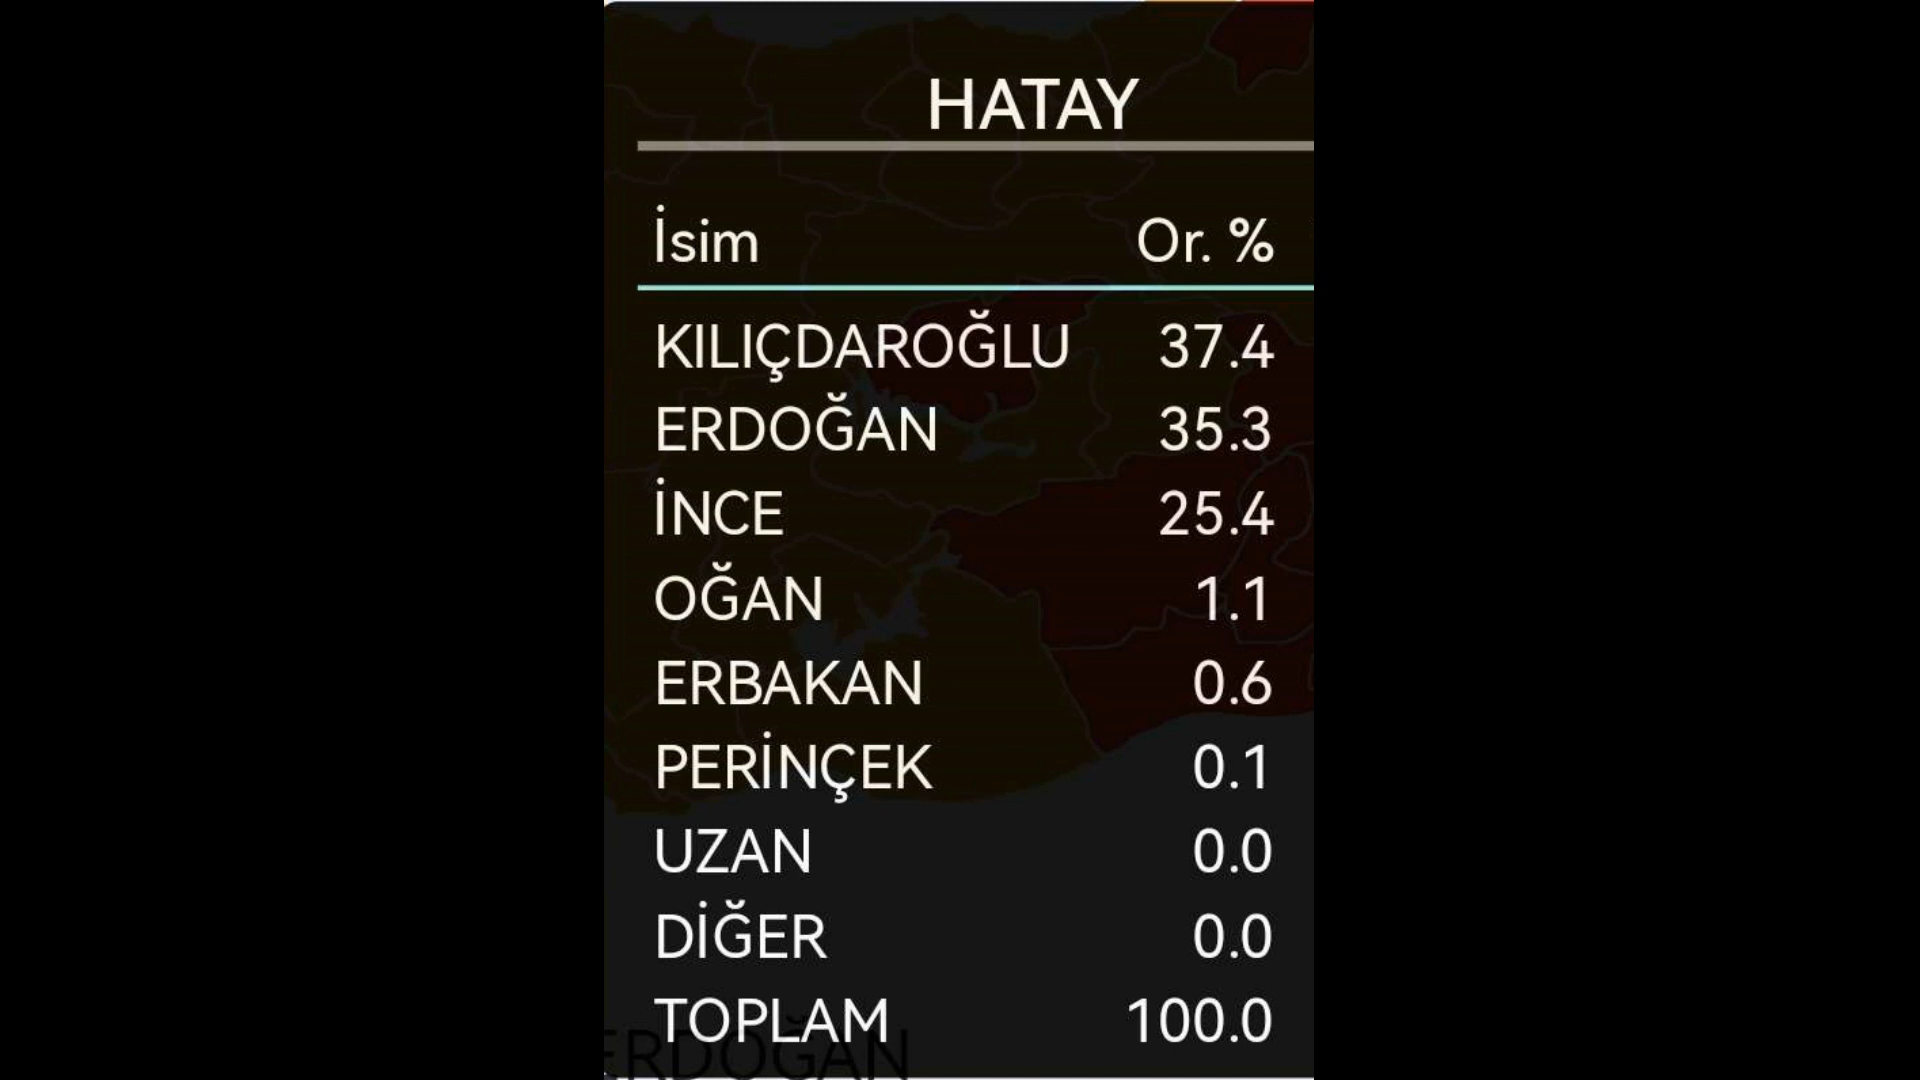 HATAY
İsim Or. %
KILIÇDAROĞLU 37.4
ERDOĞAN 35.3
İNCE 25.4
OĞAN 1.1
ERBAKAN 0.6
PERİNÇEK 0.1
UZAN 0.0
DİĞER 0.0
TOPLAM 100.0
ERDOĞAN